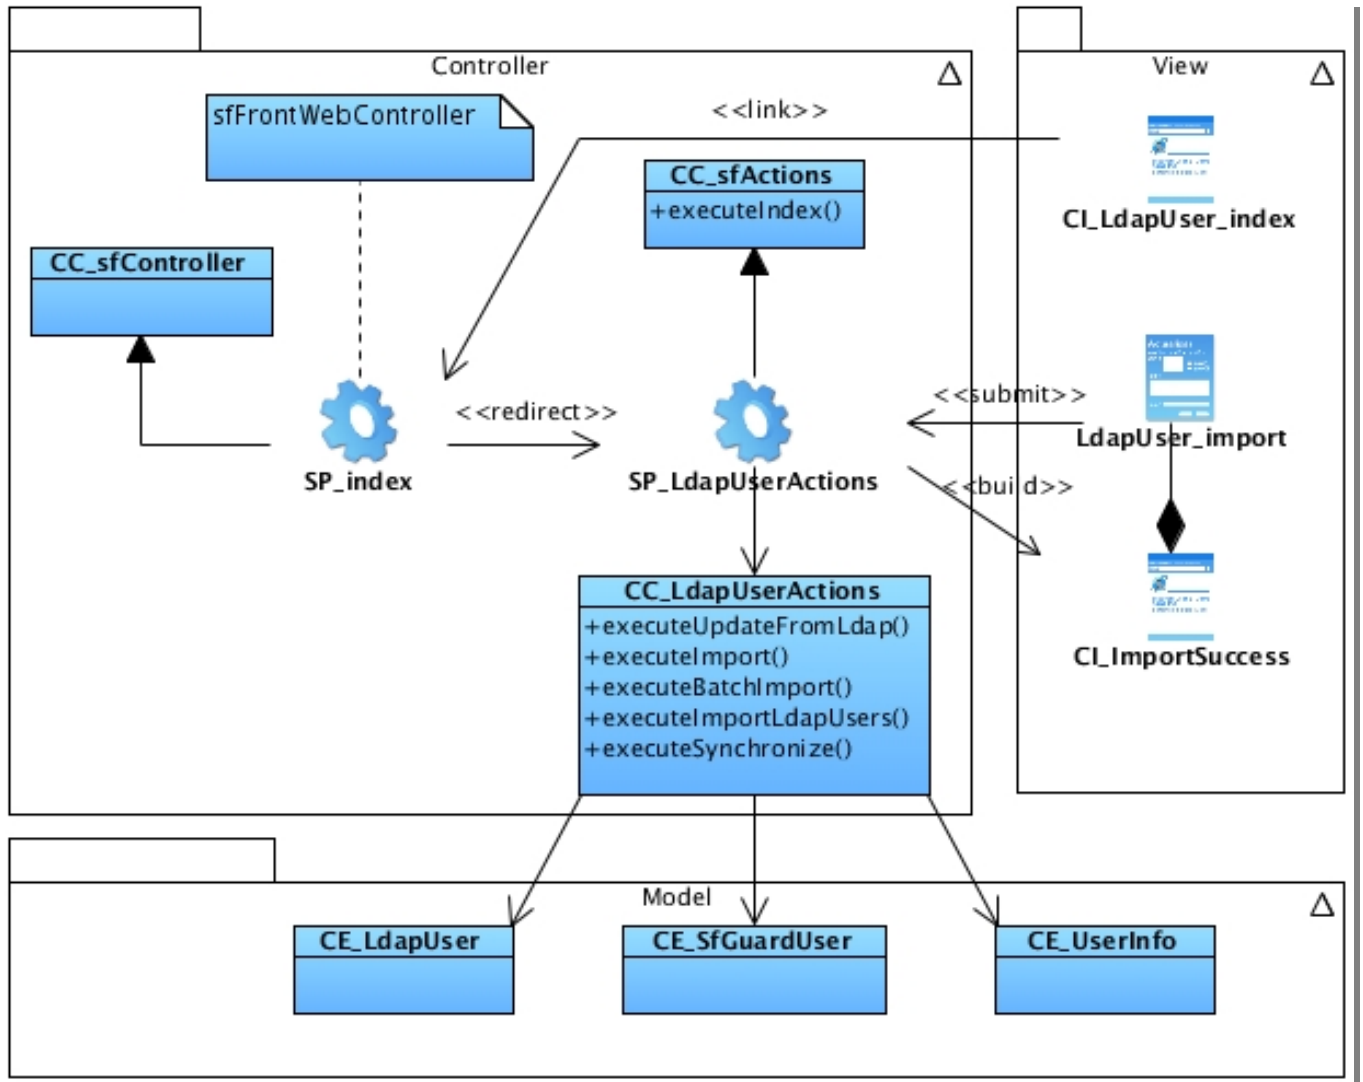 Controller
sfFrontWebController
<<link>>
CC_sfActions
+executeIndex()
CC_sfController
<<redirect>>
SP_index
SP_LdapUserActions
<<submit>>
<<build>>
CC_LdapUserActions
+executeUpdateFromLdap()
+executeImport()
+executeBatchImport()
+executeImportLdapUsers()
+executeSynchronize()
View
CI_LdapUser_index
LdapUser_import
CI_ImportSuccess
Model
CE_LdapUser
CE_SfGuardUser
CE_UserInfo